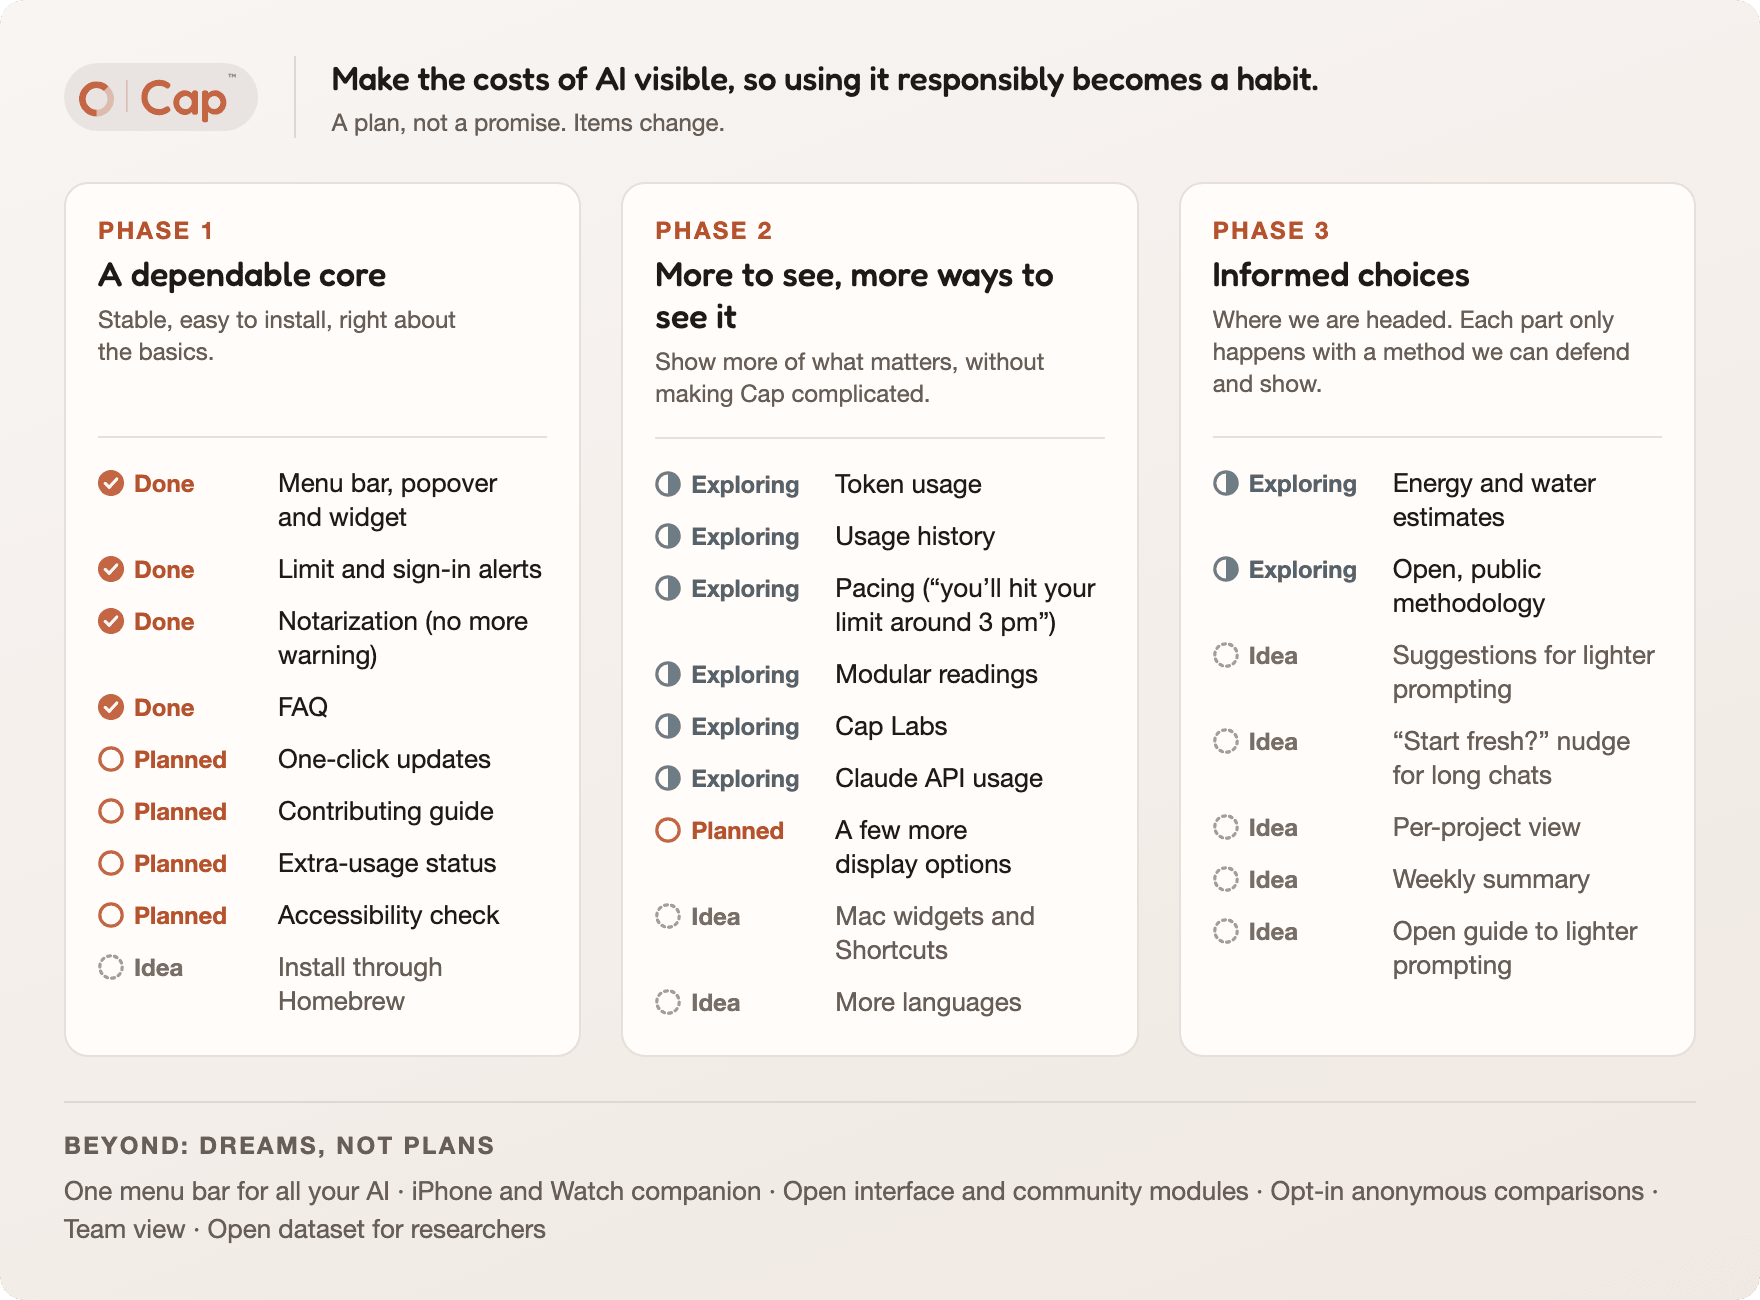 Cap™
Make the costs of AI visible, so using it responsibly becomes a habit.
A plan, not a promise. Items change.
PHASE 1
A dependable core
Stable, easy to install, right about
the basics.
Done
Menu bar, popover
and widget
Done
Limit and sign-in alerts
Done
Notarization (no more
warning)
Done
FAQ
Planned
One-click updates
Planned
Contributing guide
Planned
Extra-usage status
Planned
Accessibility check
Idea
Install through
Homebrew
PHASE 2
More to see, more ways to
see it
Show more of what matters, without
making Cap complicated.
Exploring
Token usage
Exploring
Usage history
Exploring
Pacing (“you’ll hit your
limit around 3 pm”)
Exploring
Modular readings
Exploring
Cap Labs
Exploring
Claude API usage
Planned
A few more
display options
Idea
Mac widgets and
Shortcuts
Idea
More languages
PHASE 3
Informed choices
Where we are headed. Each part only
happens with a method we can defend
and show.
Exploring
Energy and water
estimates
Exploring
Open, public
methodology
Idea
Suggestions for lighter
prompting
Idea
“Start fresh?” nudge
for long chats
Idea
Per-project view
Idea
Weekly summary
Idea
Open guide to lighter
prompting
BEYOND: DREAMS, NOT PLANS
One menu bar for all your AI · iPhone and Watch companion · Open interface and community modules · Opt-in anonymous comparisons ·
Team view · Open dataset for researchers